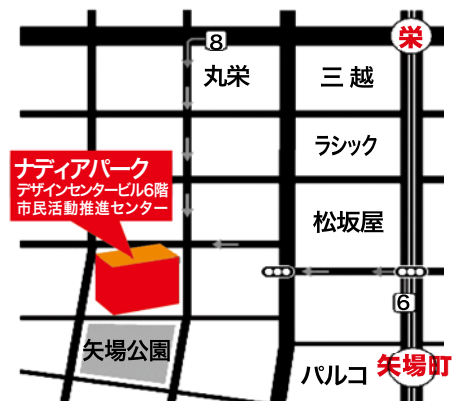 8
栄
丸栄
三越
ラシック
ナディアパーク
デザインセンタービル6階
市民活動推進センター
松坂屋
6
矢場公園
パルコ
矢場町